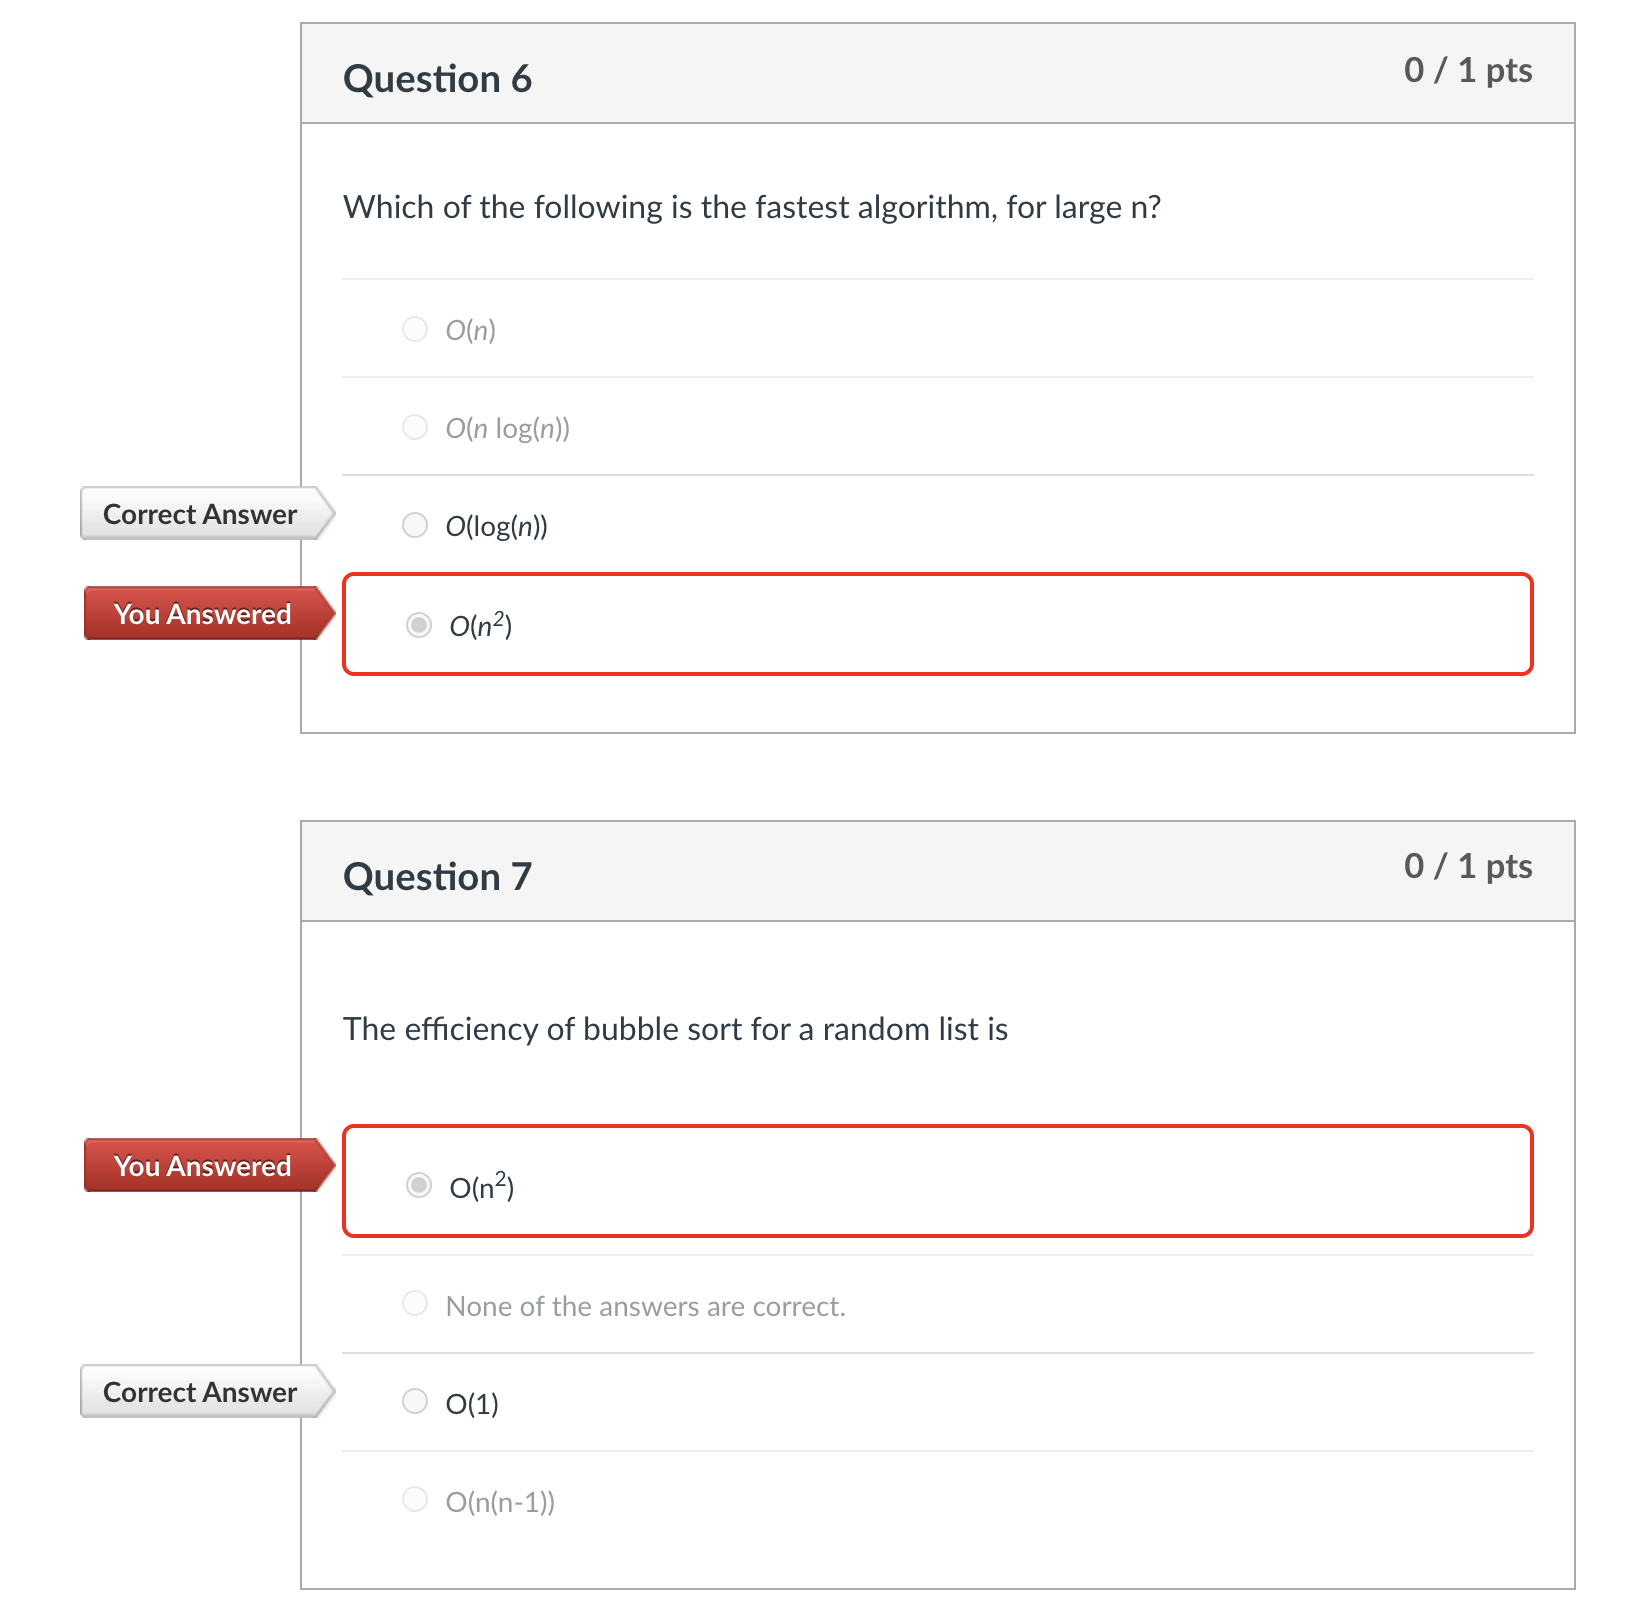 Question 6
0 / 1 pts
Which of the following is the fastest algorithm, for large n?
O(n)
O(n log(n))
Correct Answer
O(log(n))
You Answered
O(n²)
Question 7
0 / 1 pts
The efficiency of bubble sort for a random list is
You Answered
O(n²)
None of the answers are correct.
Correct Answer
O(1)
O(n(n-1))